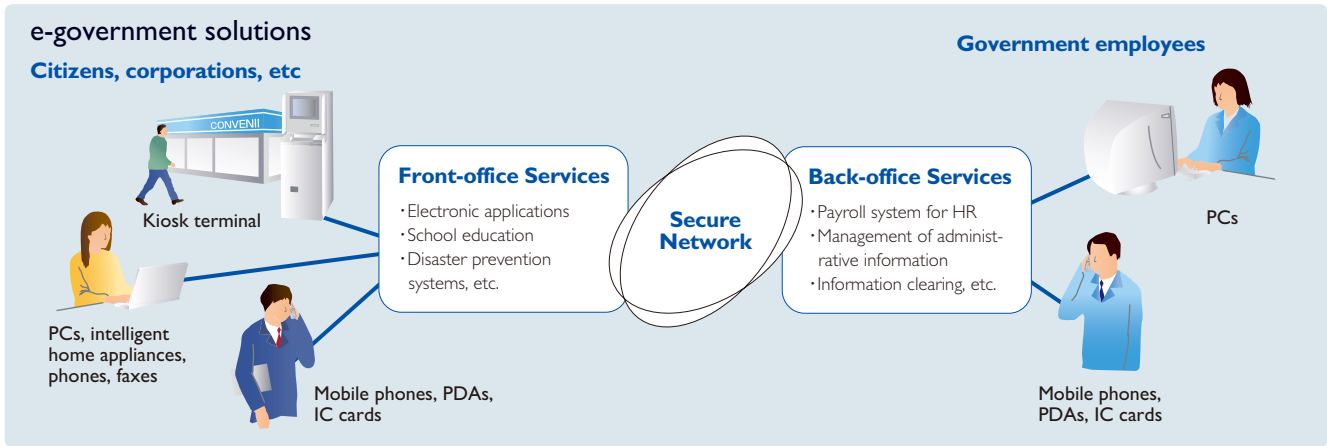 e-government solutions
Citizens, corporations, etc
CONVENII
Kiosk terminal
PCs, intelligent
home appliances,
phones, faxes
Mobile phones, PDAs,
IC cards
Front-office Services
・Electronic applications
・School education
・Disaster prevention
systems, etc.
Secure
Network
Back-office Services
・Payroll system for HR
・Management of administ-
rative information
・Information clearing, etc.
Government employees
PCs
Mobile phones,
PDAs, IC cards